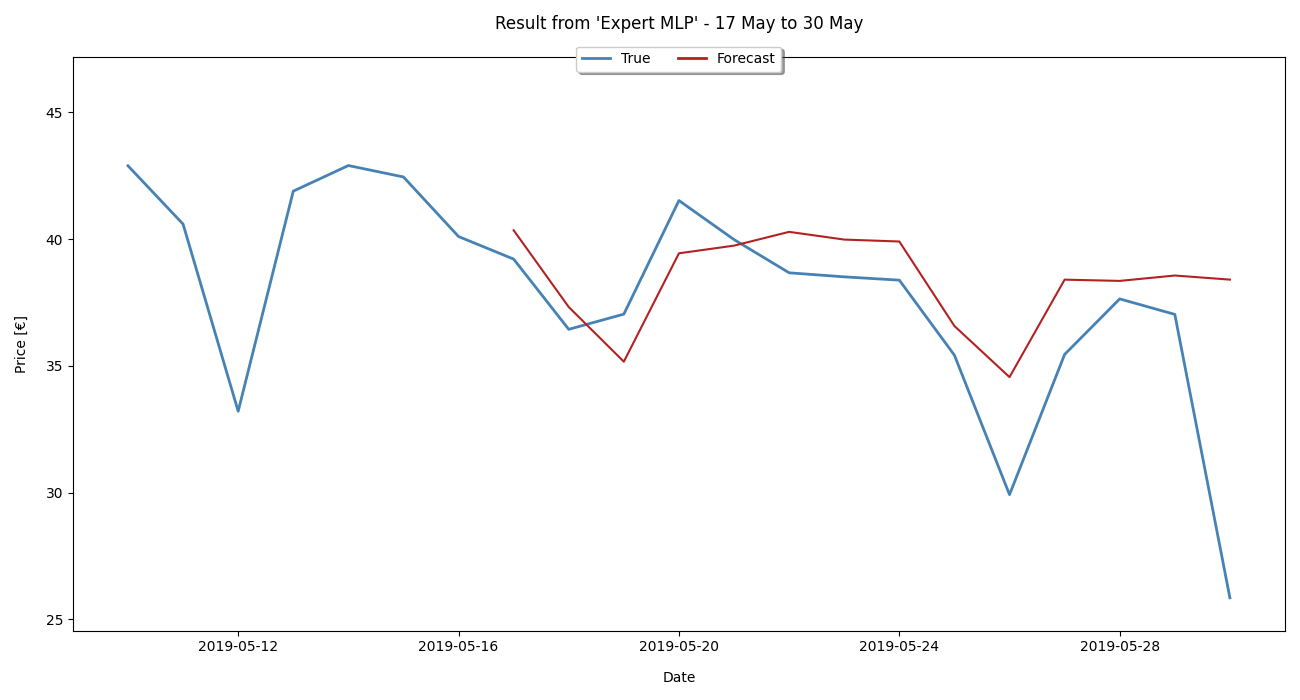 Result from 'Expert MLP' - 17 May to 30 May
True Forecast
45
40
35
30
25
Price [€]
2019-05-12 2019-05-16 2019-05-20 2019-05-24 2019-05-28
Date